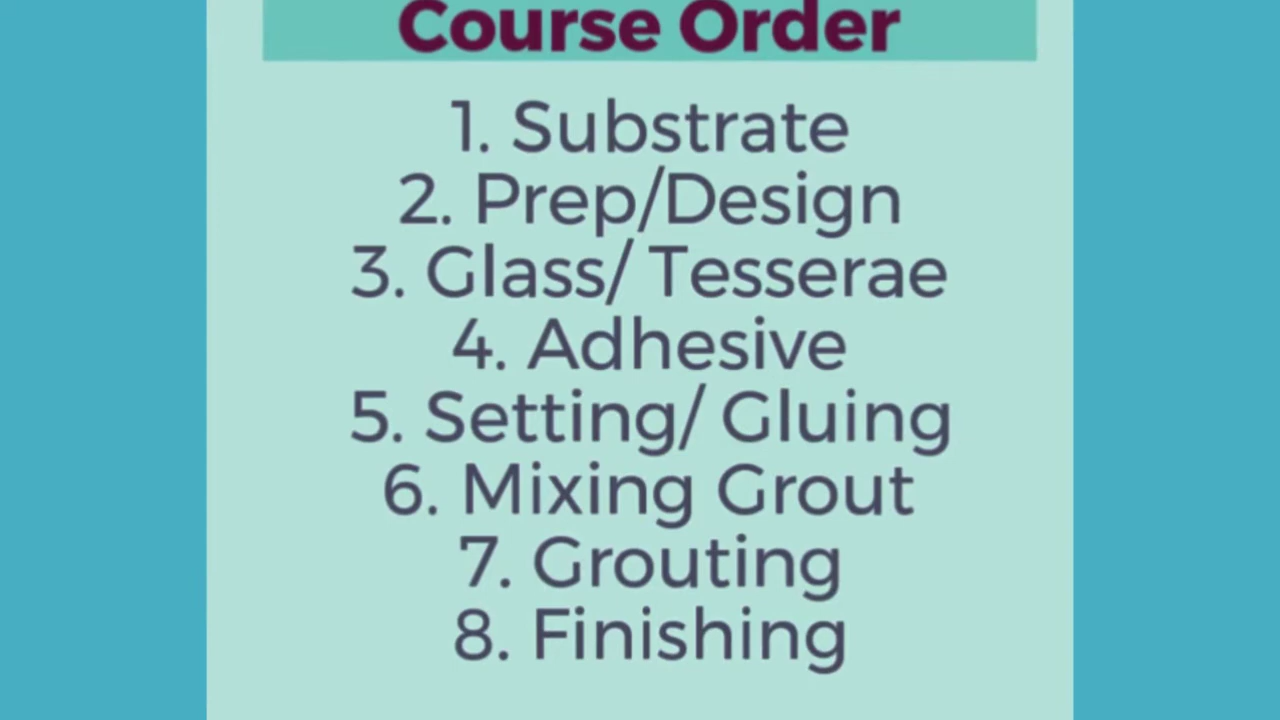 Course Order
1. Substrate
2. Prep/Design
3. Glass/ Tesserae
4. Adhesive
5. Setting/ Gluing
6. Mixing Grout
7. Grouting
8. Finishing